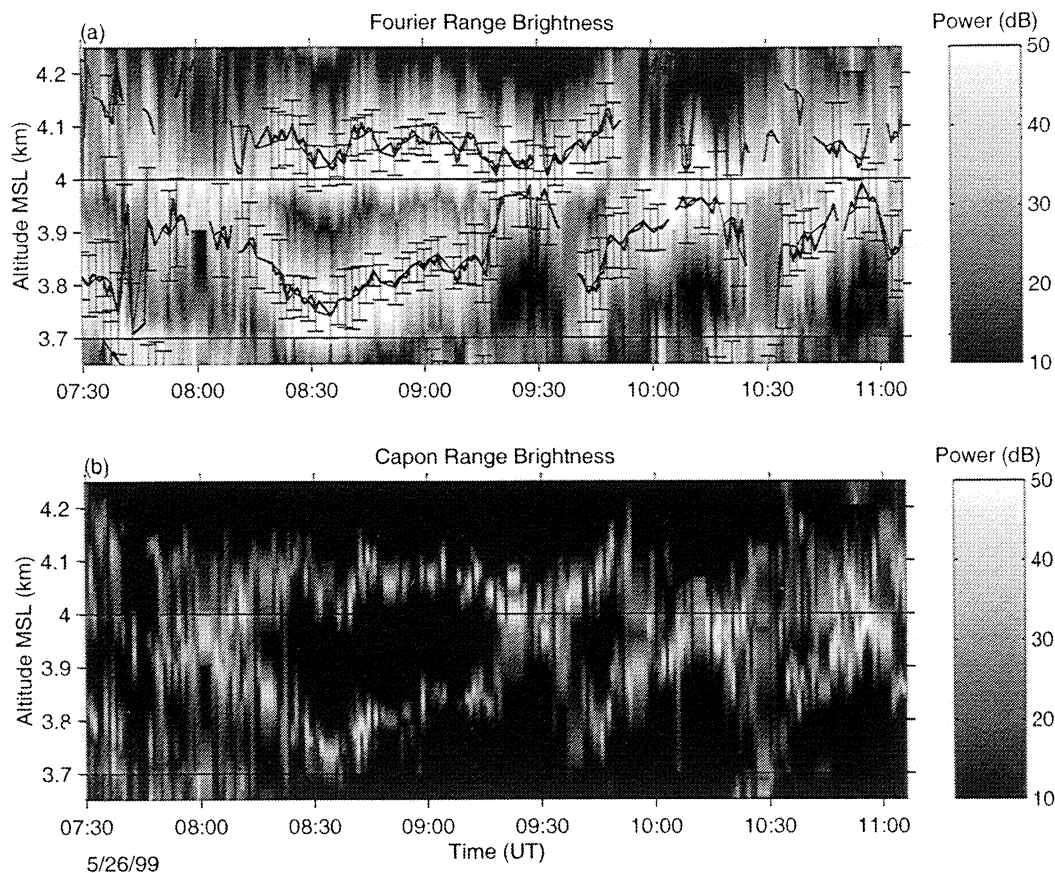 (a)
Fourier Range Brightness
Power (dB)
4.2
4.1
4
3.9
3.8
3.7
Altitude MSL (km)
07:30 08:00 08:30 09:00 09:30 10:00 10:30 11:00
50
40
30
20
10
(b)
Capon Range Brightness
Power (dB)
4.2
4.1
4
3.9
3.8
3.7
Altitude MSL (km)
07:30 08:00 08:30 09:00 09:30 10:00 10:30 11:00
Time (UT)
5/26/99
50
40
30
20
10